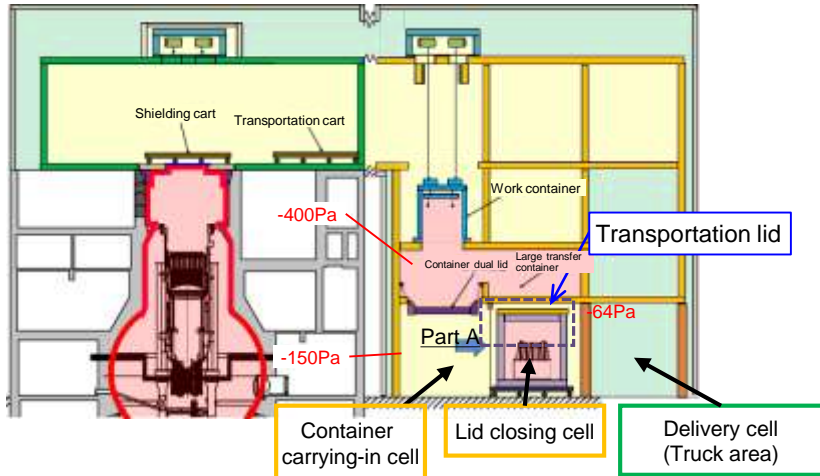 Shielding cart
Transportation cart
Work container
-400Pa
Transportation lid
Container dual lid
Large transfer
container
-64Pa
Part A
-150Pa
Container
carrying-in cell
Lid closing cell
Delivery cell
(Truck area)